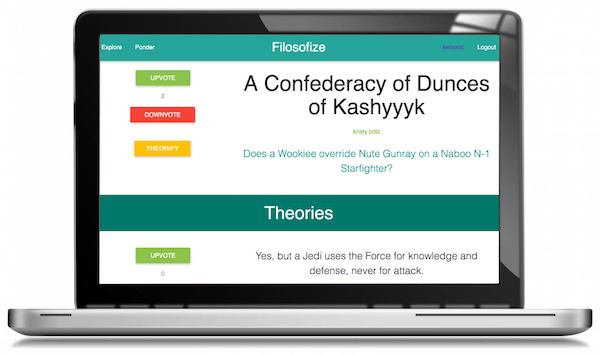 Explore Ponder Filosofize Logout
UPVOTE
2
DOWNVOTE
THEORIFY
A Confederacy of Dunces
of Kashyyyk
kristy.ortiz
Does a Wookiee override Nute Gunray on a Naboo N-1
Starfighter?
Theories
UPVOTE
0
Yes, but a Jedi uses the Force for knowledge and
defense, never for attack.